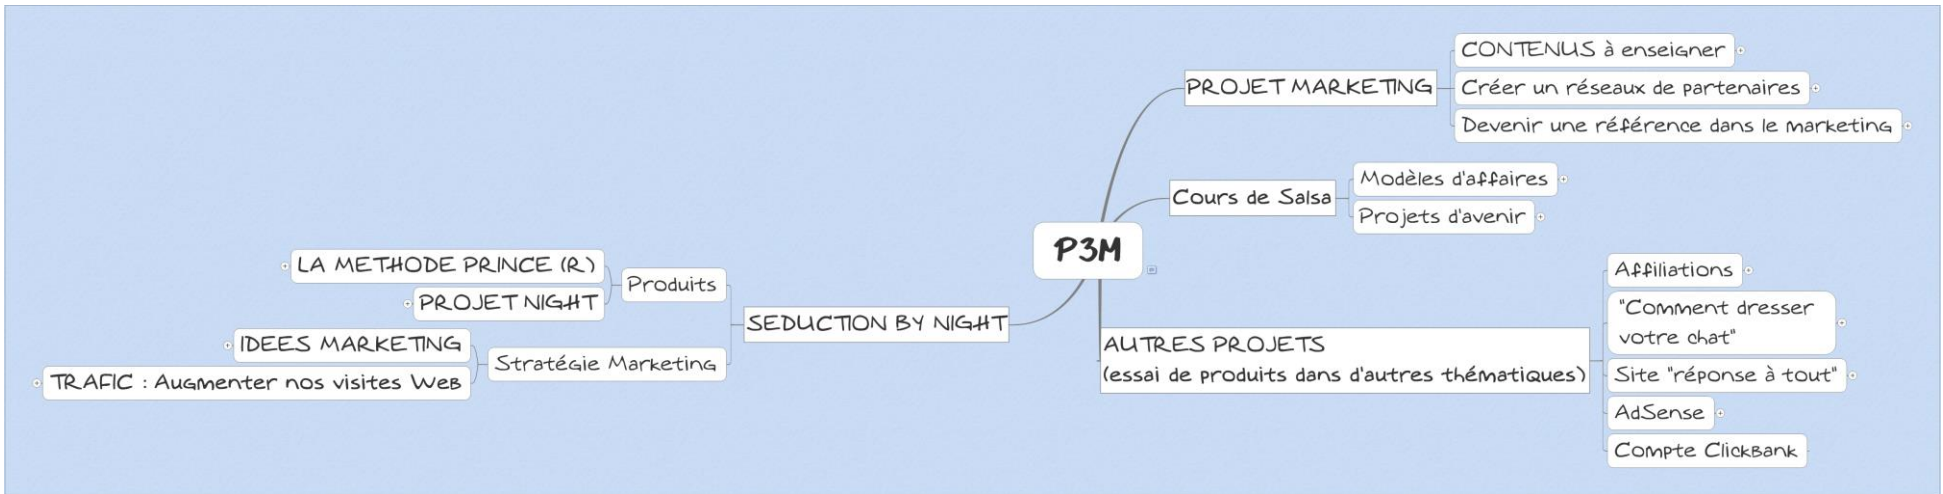 P3M
PROJET MARKETING
CONTENUS à enseigner
Créer un réseaux de partenaires
Devenir une référence dans le marketing
Cours de Salsa
Modèles d'affaires
Projets d'avenir
AUTRES PROJETS
(essai de produits dans d'autres thématiques)
Affiliations
"Comment dresser
votre chat"
Site "réponse à tout"
AdSense
Compte ClickBank
SEDUCTION BY NIGHT
Produits
LA METHODE PRINCE (R)
PROJET NIGHT
Stratégie Marketing
IDEES MARKETING
TRAFIC : Augmenter nos visites Web